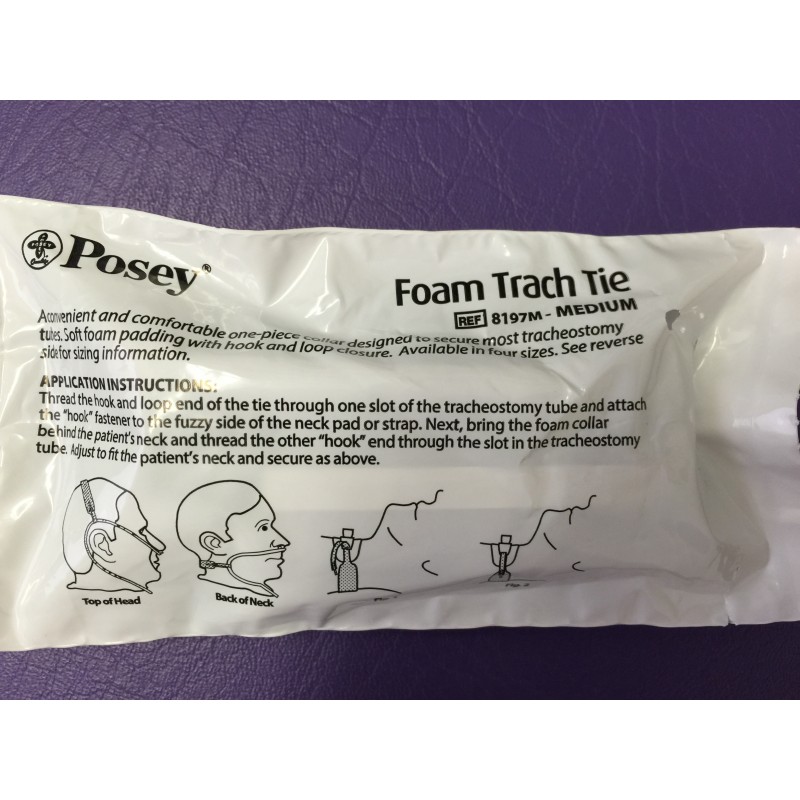 Posey®
Foam Trach Tie
REF 8197M - MEDIUM
A convenient and comfortable one-piece collar designed to secure most tracheostomy
tubes. Soft foam padding with hook and loop closure. Available in four sizes. See reverse
side for sizing information.
APPLICATION INSTRUCTIONS:
Thread the hook and loop end of the tie through one slot of the tracheostomy tube and attach
the "hook" fastener to the fuzzy side of the neck pad or strap. Next, bring the foam collar
behind the patient's neck and thread the other "hook" end through the slot in the tracheostomy
tube. Adjust to fit the patient's neck and secure as above.
Top of Head
Back of Neck